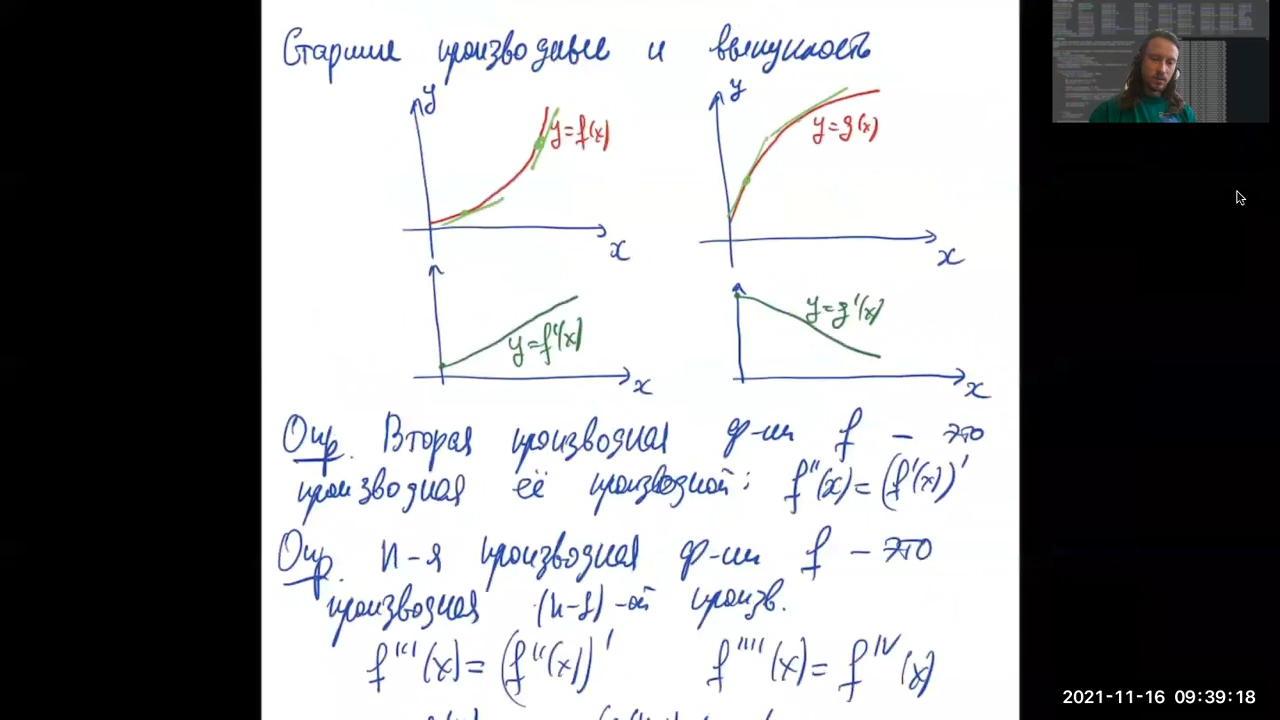 Старшие производные и выпуклость
y
y=f(x)
x
y
y=g(x)
x
y=f'(x)
x
y=g'(x)
x
Опр. Вторая производная ф-ии f – это
производная её производной: f''(x)=(f'(x))'
Опр. n-я производная ф-ии f – это
производная (n-1)-ой произв.
f'''(x)=(f''(x))' f''''(x)=f^IV(x)
2021-11-16 09:39:18